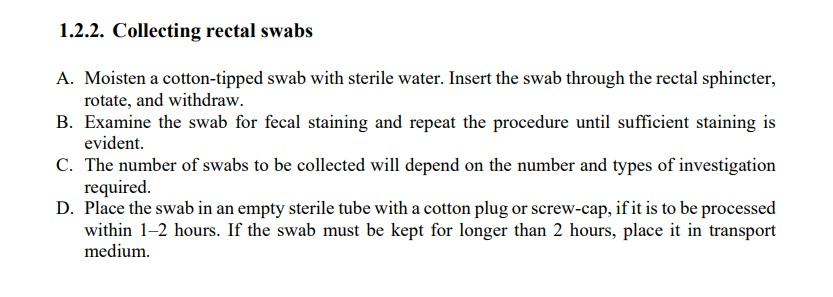 1.2.2. Collecting rectal swabs
A. Moisten a cotton-tipped swab with sterile water. Insert the swab through the rectal sphincter,
rotate, and withdraw.
B. Examine the swab for fecal staining and repeat the procedure until sufficient staining is
evident.
C. The number of swabs to be collected will depend on the number and types of investigation
required.
D. Place the swab in an empty sterile tube with a cotton plug or screw-cap, if it is to be processed
within 1–2 hours. If the swab must be kept for longer than 2 hours, place it in transport
medium.